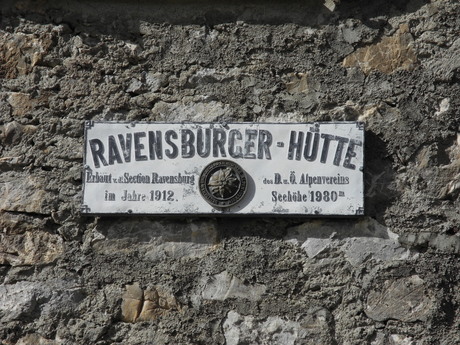 RAVENSBURGER-HÜTTE
Erbaut v. d. Section Ravensburg des D. u. Ö. Alpenvereins
im Jahre 1912. Seehöhe 1980 m